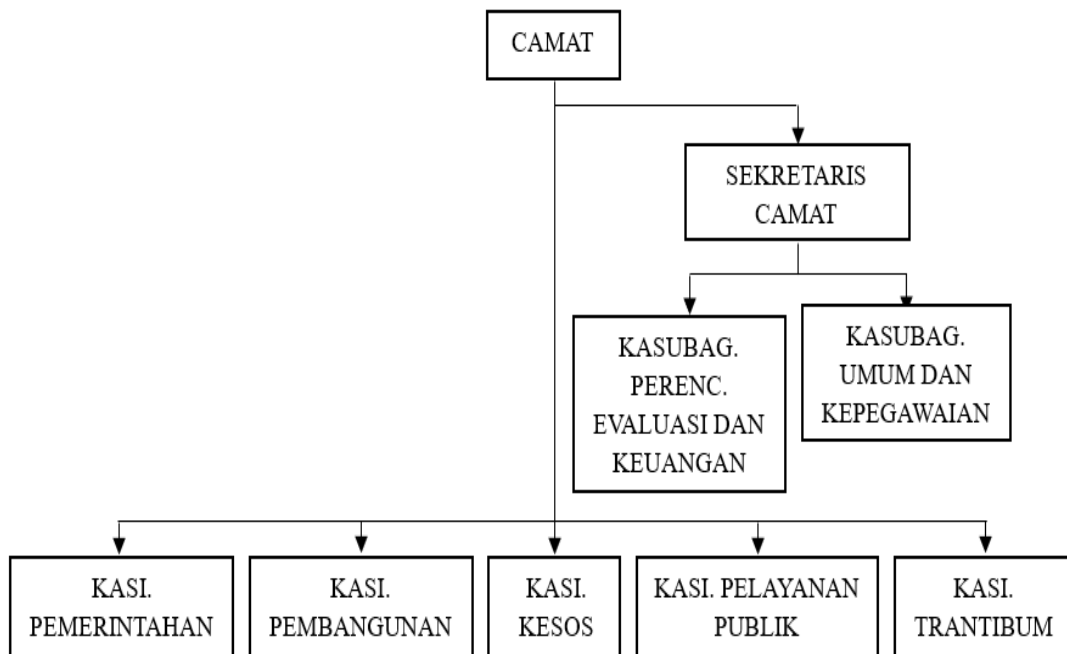 CAMAT
SEKRETARIS
CAMAT
KASUBAG.
PERENC.
EVALUASI DAN
KEUANGAN
KASUBAG.
UMUM DAN
KEPEGAWAIAN
KASI.
PEMERINTAHAN
KASI.
PEMBANGUNAN
KASI.
KESOS
KASI. PELAYANAN
PUBLIK
KASI.
TRANTIBUM